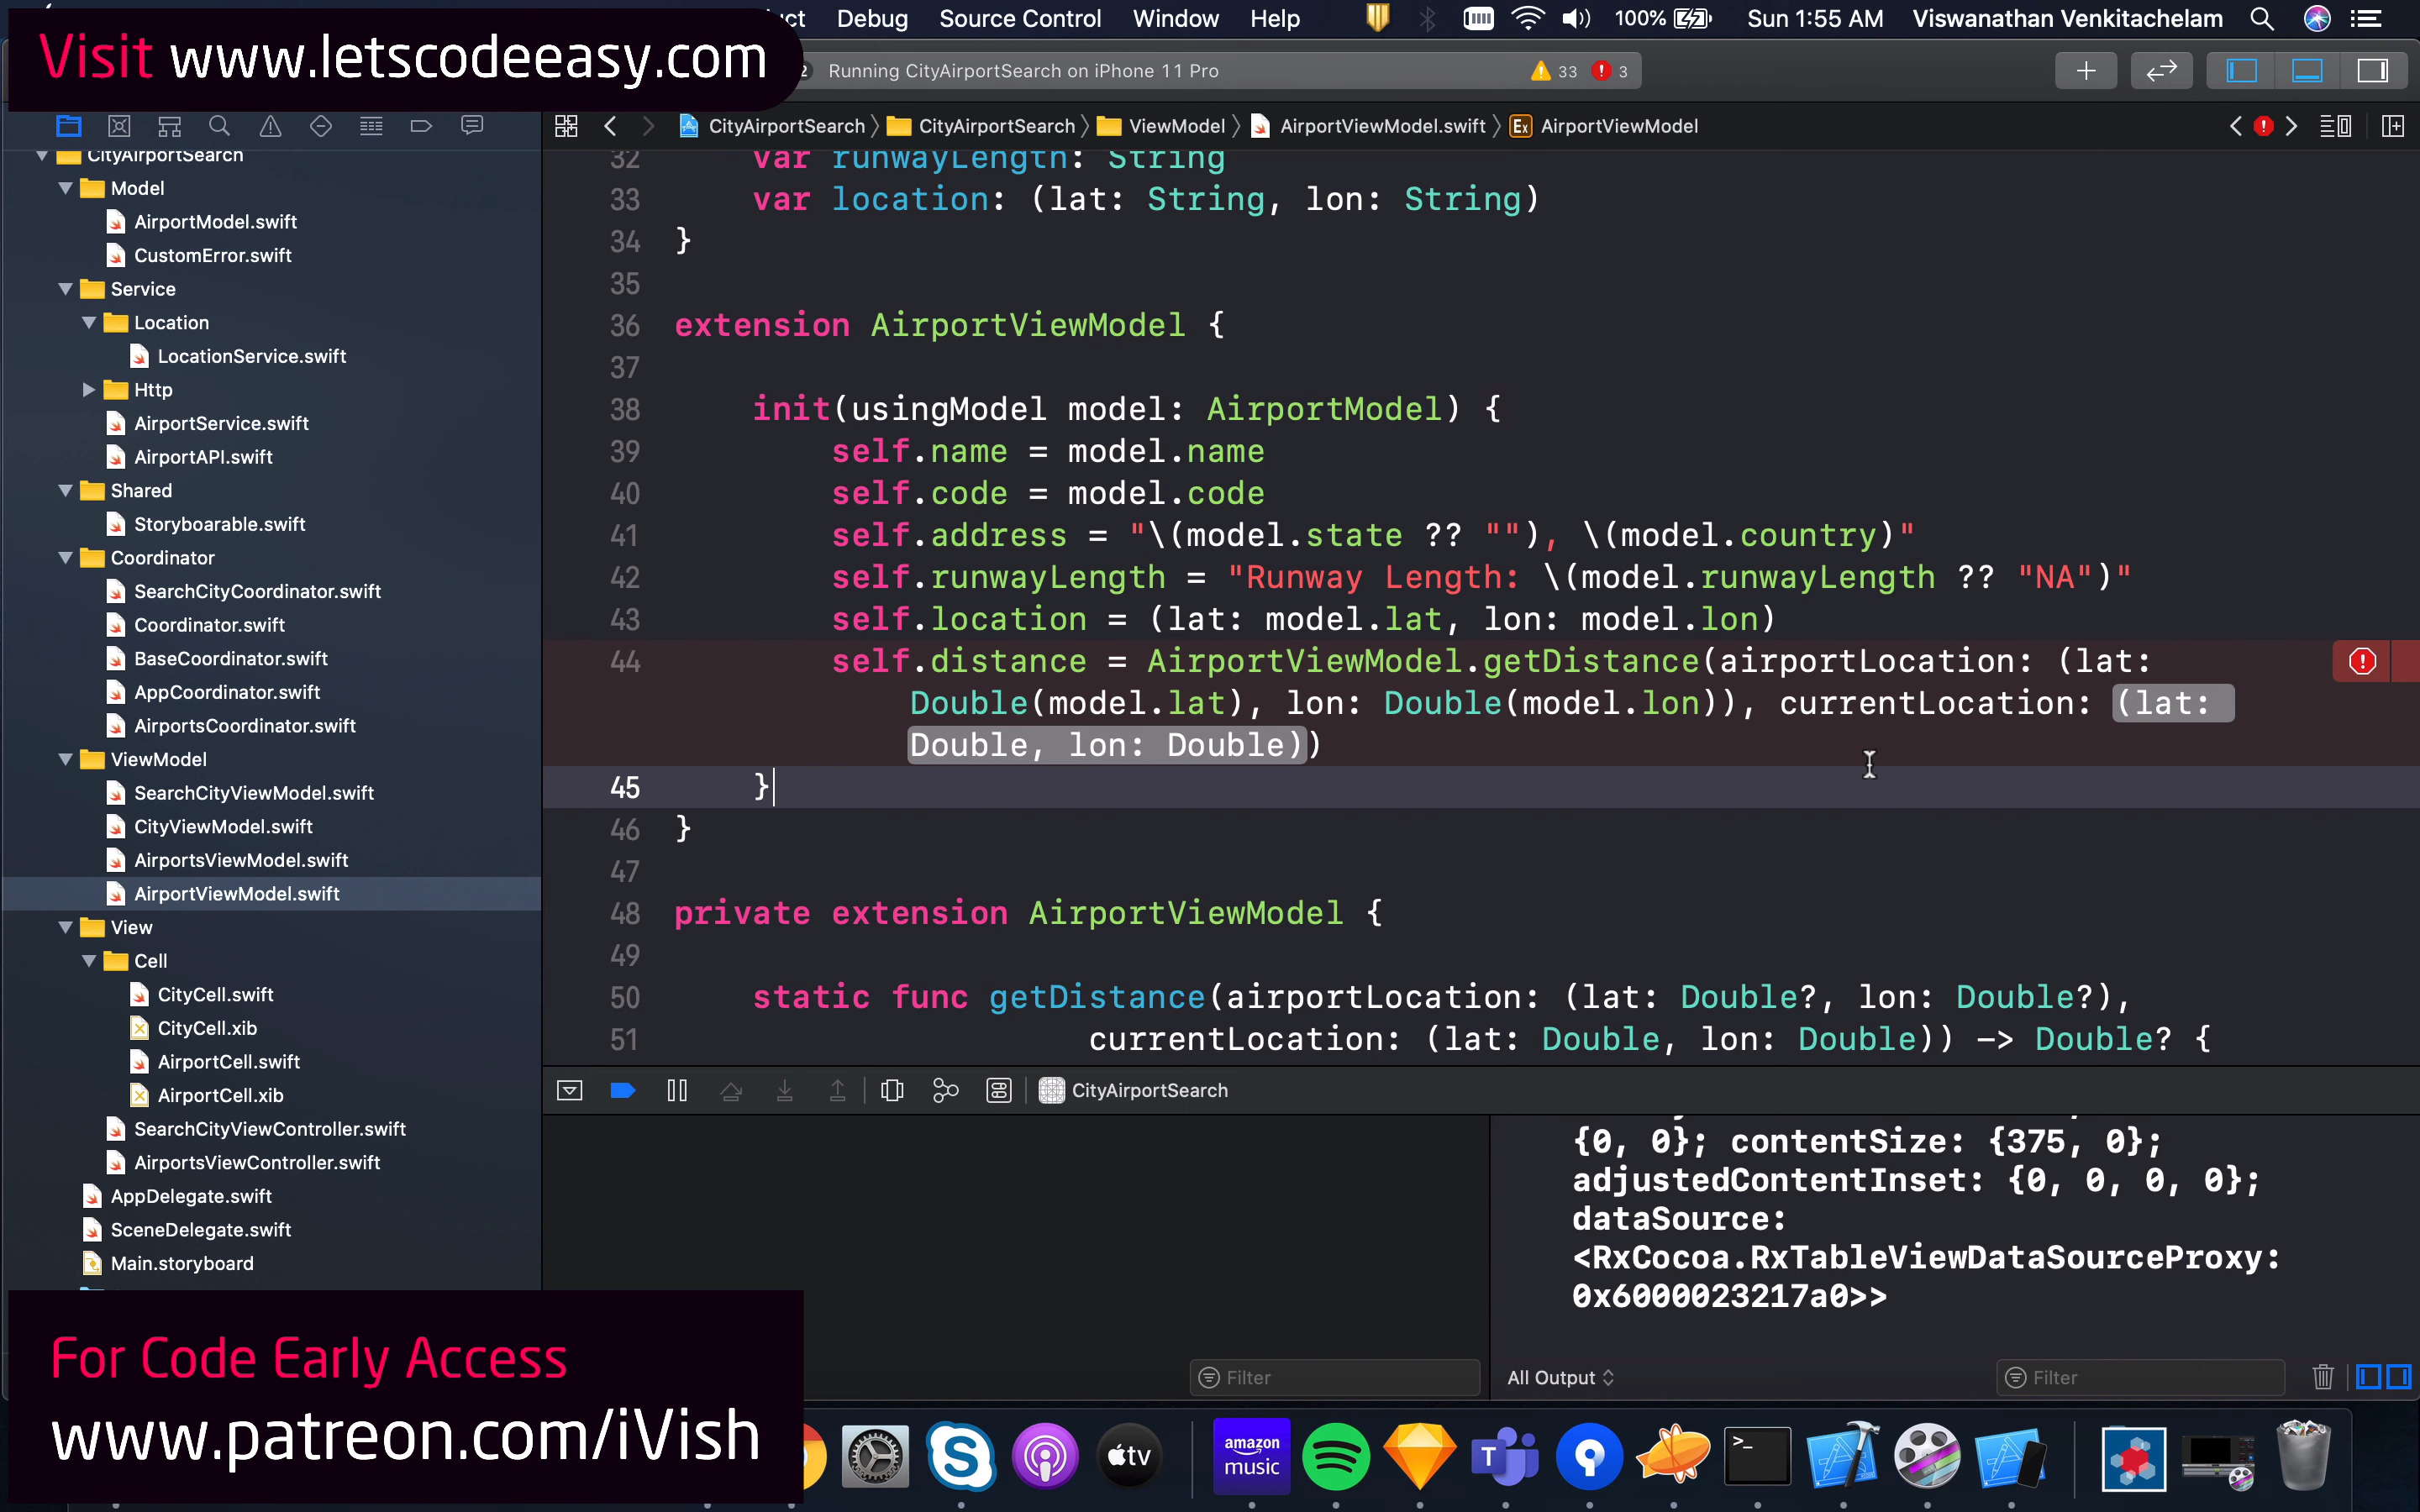 ct Debug Source Control Window Help 100% Sun 1:55 AM Viswanathan Venkitachelam
Visit www.letscodeeasy.com
2 Running CityAirportSearch on iPhone 11 Pro 33 3
CityAirportSearch CityAirportSearch ViewModel AirportViewModel.swift Ex AirportViewModel
CityAirportSearch
Model
AirportModel.swift
CustomError.swift
Service
Location
LocationService.swift
Http
AirportService.swift
AirportAPI.swift
Shared
Storyboarable.swift
Coordinator
SearchCityCoordinator.swift
Coordinator.swift
BaseCoordinator.swift
AppCoordinator.swift
AirportsCoordinator.swift
ViewModel
SearchCityViewModel.swift
CityViewModel.swift
AirportsViewModel.swift
AirportViewModel.swift
View
Cell
CityCell.swift
CityCell.xib
AirportCell.swift
AirportCell.xib
SearchCityViewController.swift
AirportsViewController.swift
AppDelegate.swift
SceneDelegate.swift
Main.storyboard
32 var runwayLength: String
33 var location: (lat: String, lon: String)
34 }
35
36 extension AirportViewModel {
37
38 init(usingModel model: AirportModel) {
39 self.name = model.name
40 self.code = model.code
41 self.address = "\(model.state ?? ""), \(model.country)"
42 self.runwayLength = "Runway Length: \(model.runwayLength ?? "NA")"
43 self.location = (lat: model.lat, lon: model.lon)
44 self.distance = AirportViewModel.getDistance(airportLocation: (lat:
Double(model.lat), lon: Double(model.lon)), currentLocation: (lat:
Double, lon: Double))
45 }
46 }
47
48 private extension AirportViewModel {
49
50 static func getDistance(airportLocation: (lat: Double?, lon: Double?),
51 currentLocation: (lat: Double, lon: Double)) -> Double? {
CityAirportSearch
{0, 0}; contentSize: {375, 0};
adjustedContentInset: {0, 0, 0, 0};
dataSource:
<RxCocoa.RxTableViewDataSourceProxy:
0x6000023217a0>>
Filter
All Output
Filter
For Code Early Access
www.patreon.com/iVish
tv
amazon
music
T